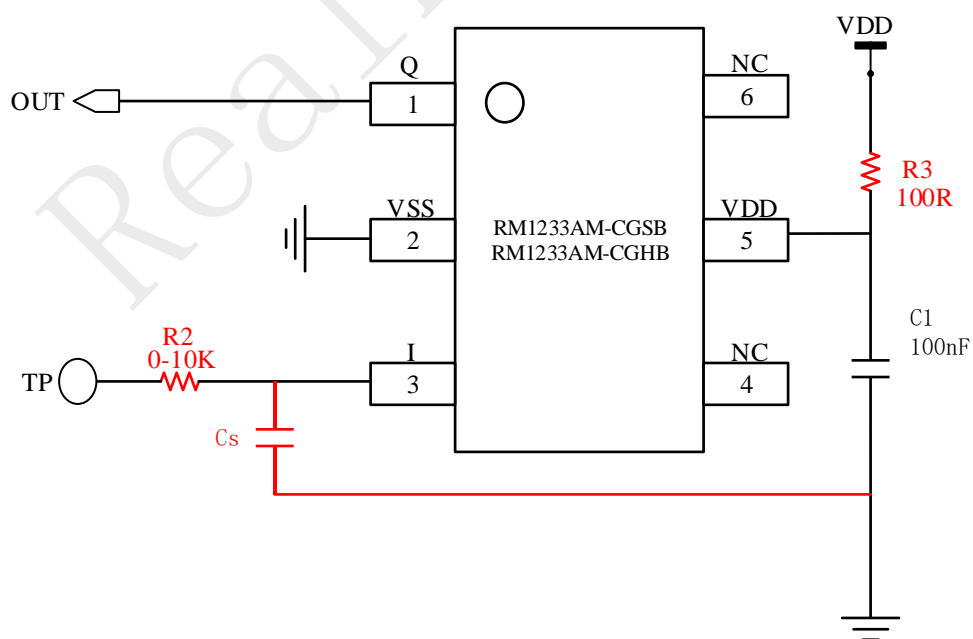 VDD
Q
OUT
1
NC
6
R3
100R
VSS
2
RM1233AM-CGSB
RM1233AM-CGHB
VDD
5
C1
100nF
R2
0-10K
TP
I
3
NC
4
Cs
Real